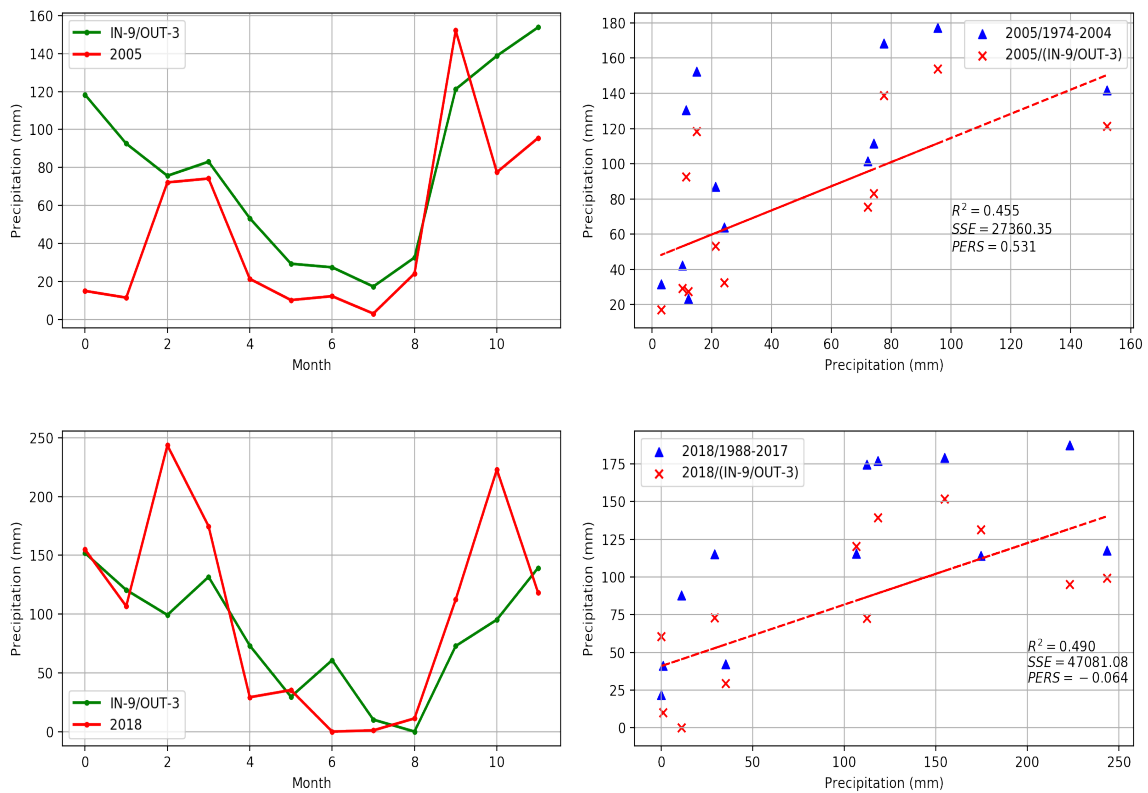 IN-9/OUT-3
2005
Precipitation (mm)
160
140
120
100
80
60
40
20
0
0 2 4 6 8 10
Month
2005/1974-2004
2005/(IN-9/OUT-3)
Precipitation (mm)
180
160
140
120
100
80
60
40
20
R² = 0.455
SSE = 27360.35
PERS = 0.531
0 20 40 60 80 100 120 140 160
Precipitation (mm)
Precipitation (mm)
250
200
150
100
50
0
IN-9/OUT-3
2018
0 2 4 6 8 10
Month
2018/1988-2017
2018/(IN-9/OUT-3)
Precipitation (mm)
175
150
125
100
75
50
25
0
R² = 0.490
SSE = 47081.08
PERS = −0.064
0 50 100 150 200 250
Precipitation (mm)